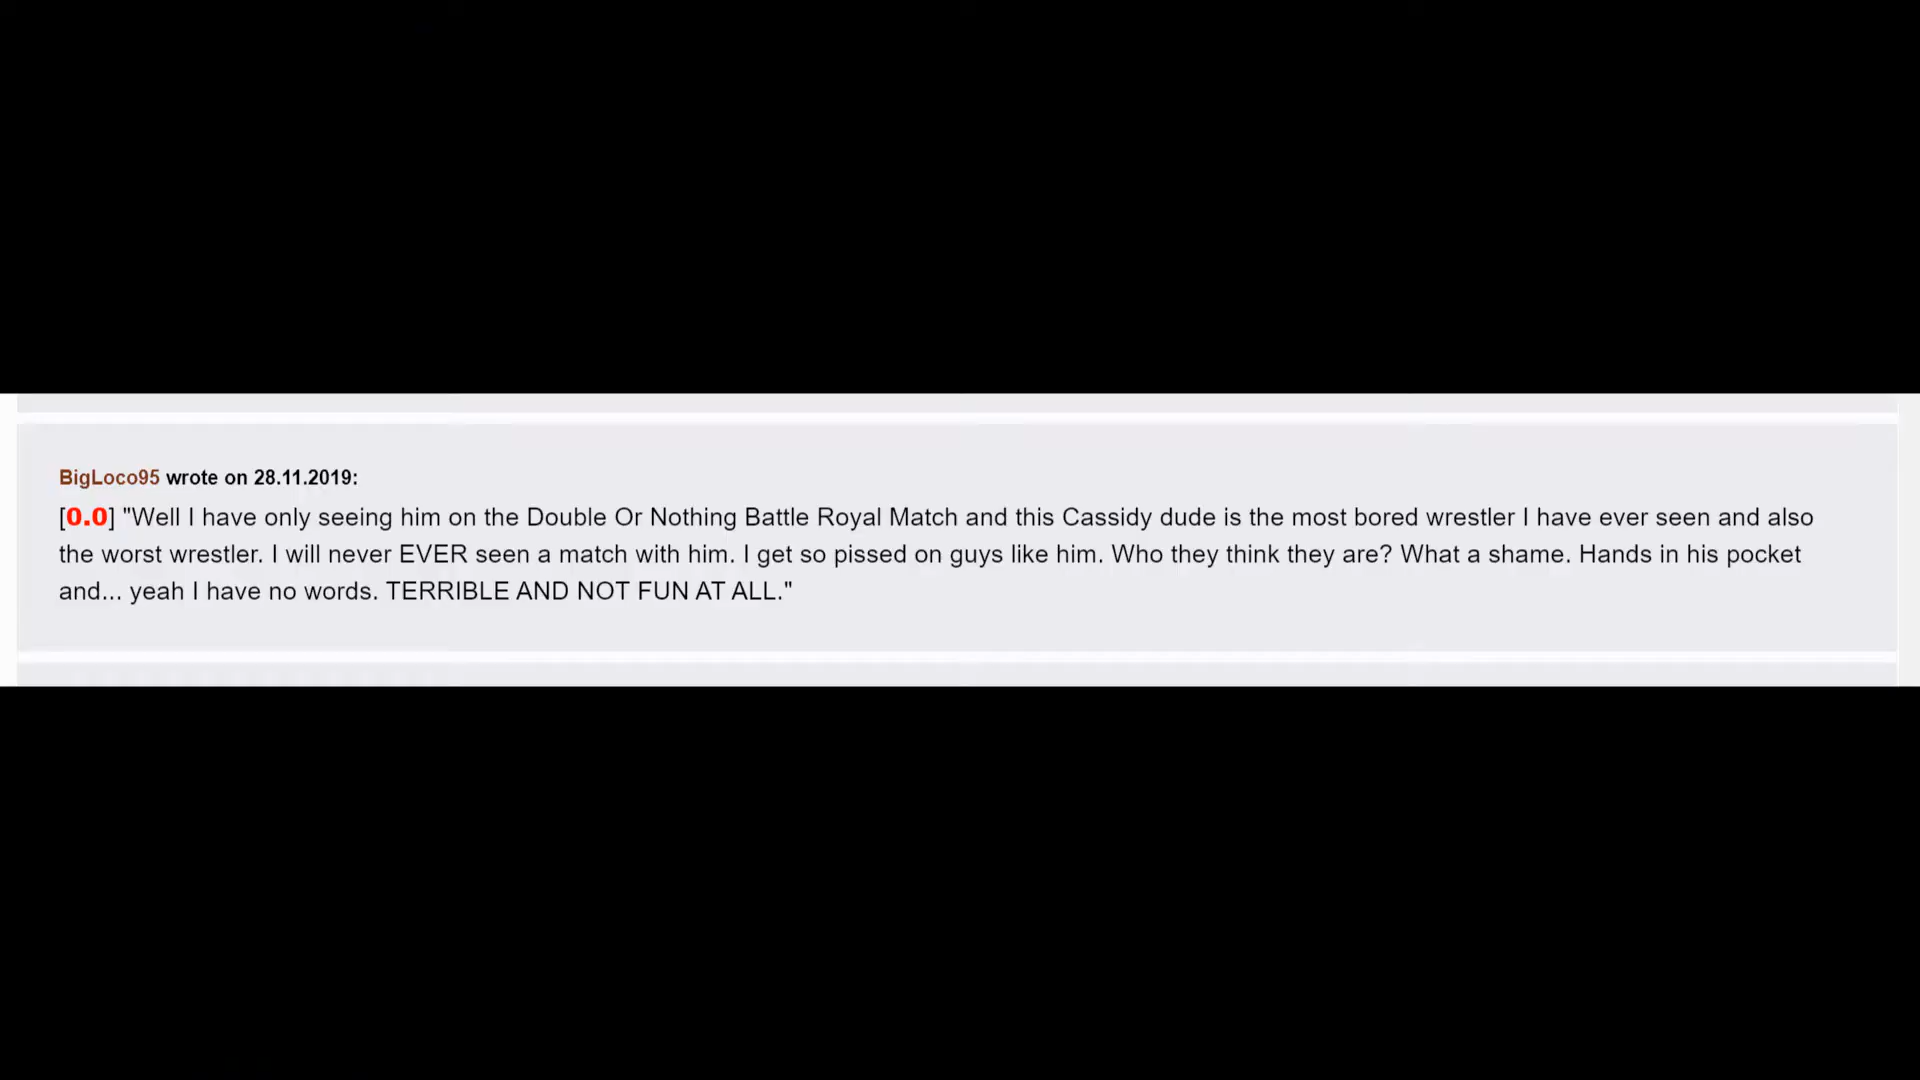 BigLoco95 wrote on 28.11.2019:
[0.0] "Well I have only seeing him on the Double Or Nothing Battle Royal Match and this Cassidy dude is the most bored wrestler I have ever seen and also
the worst wrestler. I will never EVER seen a match with him. I get so pissed on guys like him. Who they think they are? What a shame. Hands in his pocket
and... yeah I have no words. TERRIBLE AND NOT FUN AT ALL."